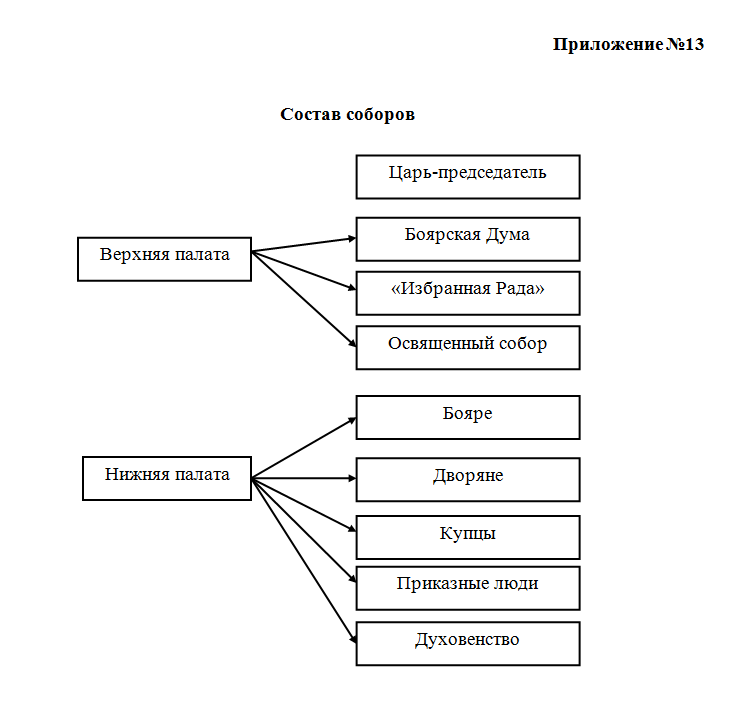 Приложение №13
Состав соборов
Царь-председатель
Верхняя палата
Боярская Дума
«Избранная Рада»
Освященный собор
Нижняя палата
Бояре
Дворяне
Купцы
Приказные люди
Духовенство